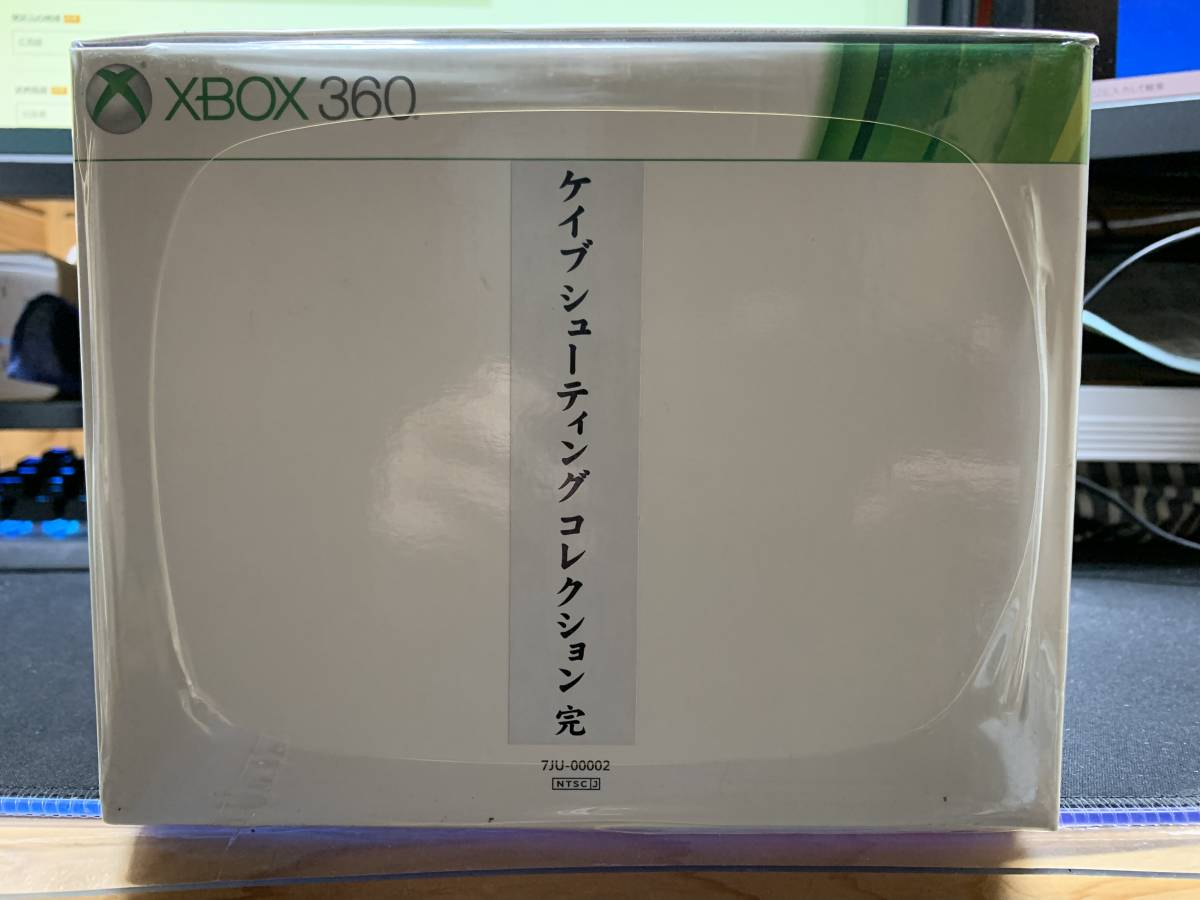 XBOX 360
ケイブ シューティング コレクション 完
7JU-00002
NTSC J